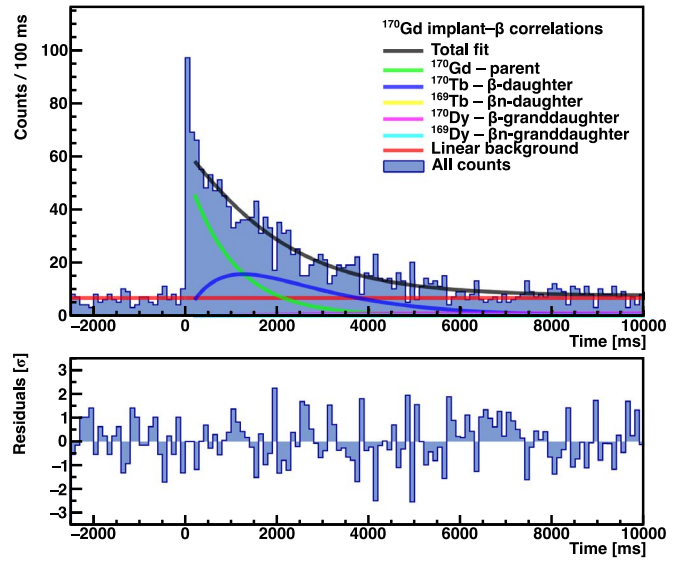 ¹⁷⁰Gd implant–β correlations
Total fit
¹⁷⁰Gd – parent
¹⁷⁰Tb – β-daughter
¹⁶⁹Tb – βn-daughter
¹⁷⁰Dy – β-granddaughter
¹⁶⁹Dy – βn-granddaughter
Linear background
All counts
Counts / 100 ms
100
80
60
40
20
0
−2000 0 2000 4000 6000 8000 10000
Time [ms]
Residuals [σ]
3
2
1
0
−1
−2
−3
−2000 0 2000 4000 6000 8000 10000
Time [ms]